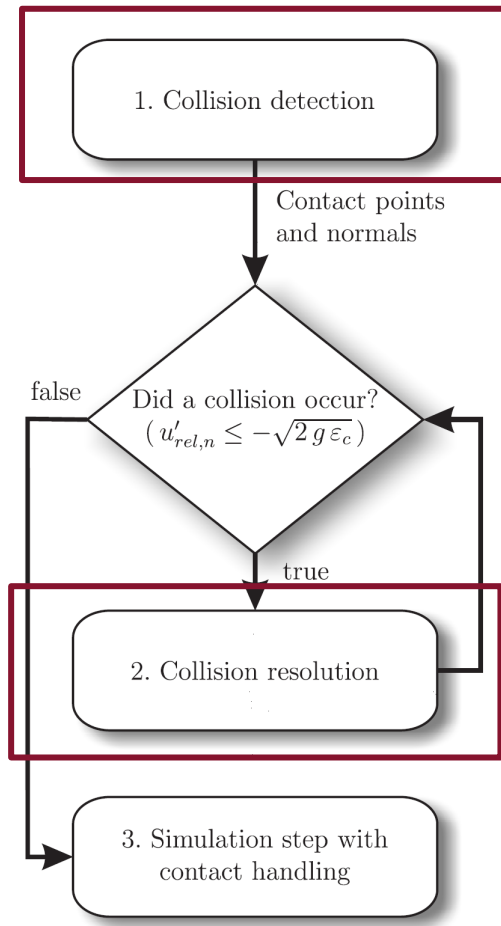 1. Collision detection
Contact points
and normals
false
Did a collision occur?
( u′rel,n ≤ −√2 g εc )
true
2. Collision resolution
3. Simulation step with
contact handling